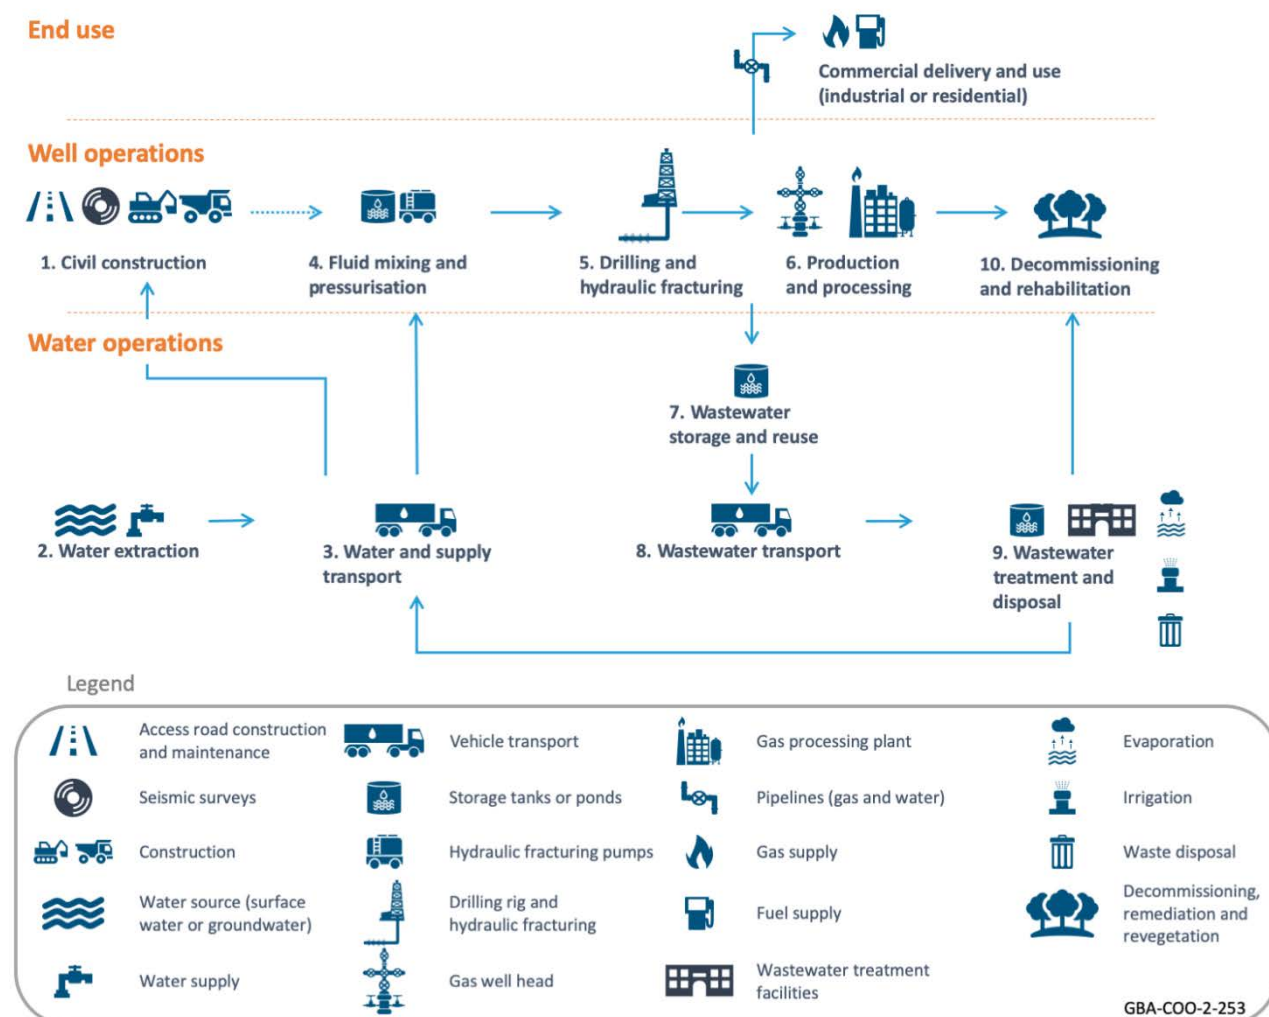 End use
Commercial delivery and use
(industrial or residential)
Well operations
1. Civil construction
4. Fluid mixing and
pressurisation
5. Drilling and
hydraulic fracturing
6. Production
and processing
10. Decommissioning
and rehabilitation
Water operations
7. Wastewater
storage and reuse
2. Water extraction
3. Water and supply
transport
8. Wastewater transport
9. Wastewater
treatment and
disposal
Legend
Access road construction
and maintenance
Vehicle transport
Gas processing plant
Evaporation
Seismic surveys
Storage tanks or ponds
Pipelines (gas and water)
Irrigation
Construction
Hydraulic fracturing pumps
Gas supply
Waste disposal
Water source (surface
water or groundwater)
Drilling rig and
hydraulic fracturing
Fuel supply
Decommissioning,
remediation and
revegetation
Water supply
Gas well head
Wastewater treatment
facilities
GBA-COO-2-253